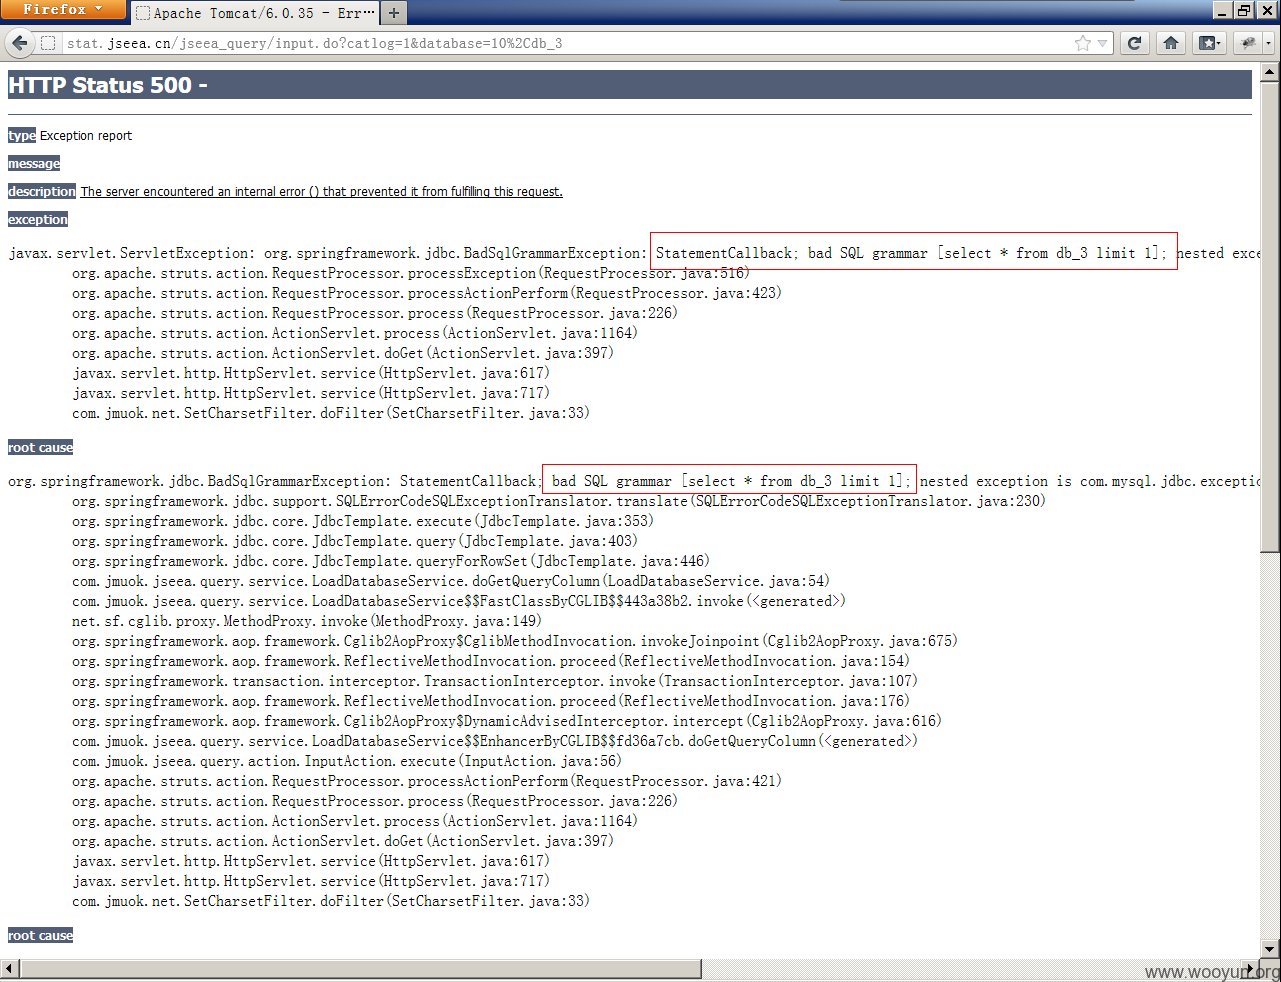 Firefox
Apache Tomcat/6.0.35 - Err...
stat.jseea.cn/jseea_query/input.do?catlog=1&database=10%2Cdb_3
HTTP Status 500 -
type Exception report
message
description The server encountered an internal error () that prevented it from fulfilling this request.
exception
javax.servlet.ServletException: org.springframework.jdbc.BadSqlGrammarException: StatementCallback; bad SQL grammar [select * from db_3 limit 1]; nested exce
org.apache.struts.action.RequestProcessor.processException(RequestProcessor.java:516)
org.apache.struts.action.RequestProcessor.processActionPerform(RequestProcessor.java:423)
org.apache.struts.action.RequestProcessor.process(RequestProcessor.java:226)
org.apache.struts.action.ActionServlet.process(ActionServlet.java:1164)
org.apache.struts.action.ActionServlet.doGet(ActionServlet.java:397)
javax.servlet.http.HttpServlet.service(HttpServlet.java:617)
javax.servlet.http.HttpServlet.service(HttpServlet.java:717)
com.jmuok.net.SetCharsetFilter.doFilter(SetCharsetFilter.java:33)
root cause
org.springframework.jdbc.BadSqlGrammarException: StatementCallback; bad SQL grammar [select * from db_3 limit 1]; nested exception is com.mysql.jdbc.exceptio
org.springframework.jdbc.support.SQLErrorCodeSQLExceptionTranslator.translate(SQLErrorCodeSQLExceptionTranslator.java:230)
org.springframework.jdbc.core.JdbcTemplate.execute(JdbcTemplate.java:353)
org.springframework.jdbc.core.JdbcTemplate.query(JdbcTemplate.java:403)
org.springframework.jdbc.core.JdbcTemplate.queryForRowSet(JdbcTemplate.java:446)
com.jmuok.jseea.query.service.LoadDatabaseService.doGetQueryColumn(LoadDatabaseService.java:54)
com.jmuok.jseea.query.service.LoadDatabaseService$$FastClassByCGLIB$$443a38b2.invoke(<generated>)
net.sf.cglib.proxy.MethodProxy.invoke(MethodProxy.java:149)
org.springframework.aop.framework.Cglib2AopProxy$CglibMethodInvocation.invokeJoinpoint(Cglib2AopProxy.java:675)
org.springframework.aop.framework.ReflectiveMethodInvocation.proceed(ReflectiveMethodInvocation.java:154)
org.springframework.transaction.interceptor.TransactionInterceptor.invoke(TransactionInterceptor.java:107)
org.springframework.aop.framework.ReflectiveMethodInvocation.proceed(ReflectiveMethodInvocation.java:176)
org.springframework.aop.framework.Cglib2AopProxy$DynamicAdvisedInterceptor.intercept(Cglib2AopProxy.java:616)
com.jmuok.jseea.query.service.LoadDatabaseService$$EnhancerByCGLIB$$fd36a7cb.doGetQueryColumn(<generated>)
com.jmuok.jseea.query.action.InputAction.execute(InputAction.java:56)
org.apache.struts.action.RequestProcessor.processActionPerform(RequestProcessor.java:421)
org.apache.struts.action.RequestProcessor.process(RequestProcessor.java:226)
org.apache.struts.action.ActionServlet.process(ActionServlet.java:1164)
org.apache.struts.action.ActionServlet.doGet(ActionServlet.java:397)
javax.servlet.http.HttpServlet.service(HttpServlet.java:617)
javax.servlet.http.HttpServlet.service(HttpServlet.java:717)
com.jmuok.net.SetCharsetFilter.doFilter(SetCharsetFilter.java:33)
root cause
www.wooyun.org